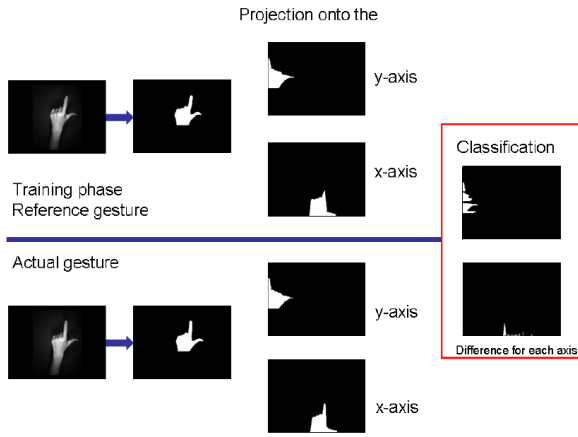 Projection onto the
y-axis
x-axis
Training phase
Reference gesture
Classification
Actual gesture
y-axis
x-axis
Difference for each axis